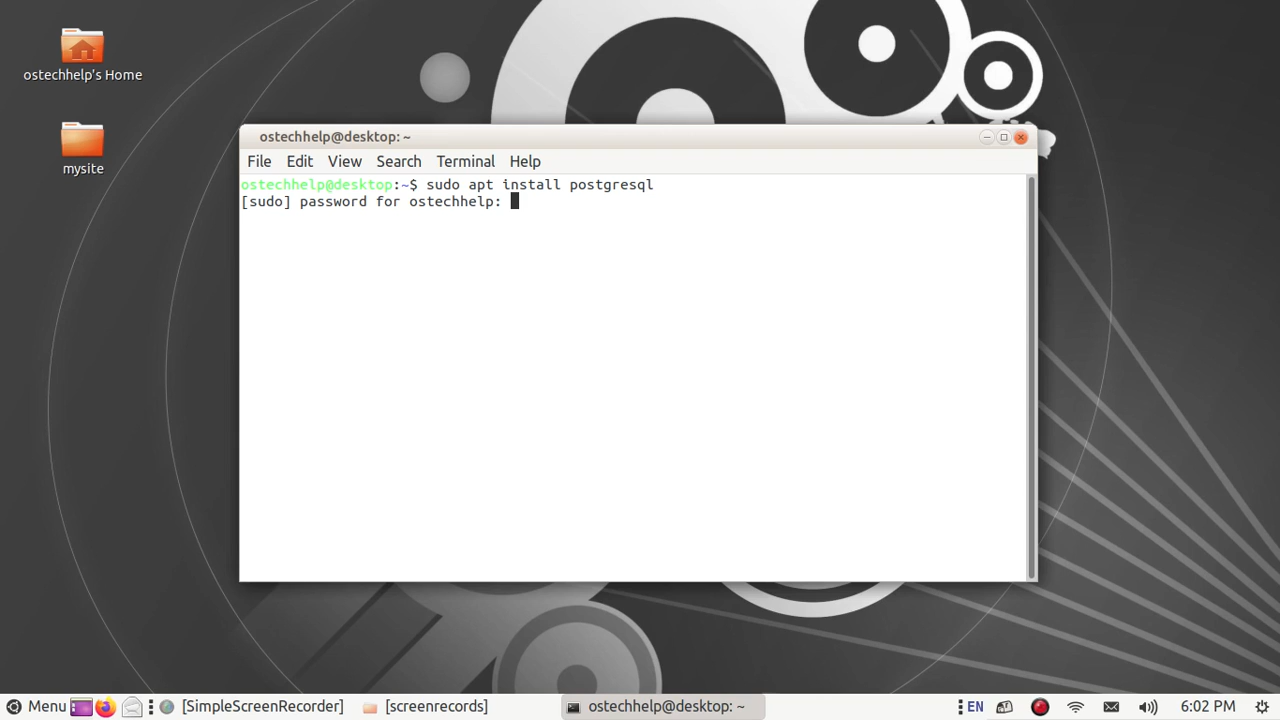 ostechhelp's Home
mysite
ostechhelp@desktop: ~
File Edit View Search Terminal Help
ostechhelp@desktop:~$ sudo apt install postgresql
[sudo] password for ostechhelp:
Menu [SimpleScreenRecorder] [screenrecords] ostechhelp@desktop: ~ EN 6:02 PM